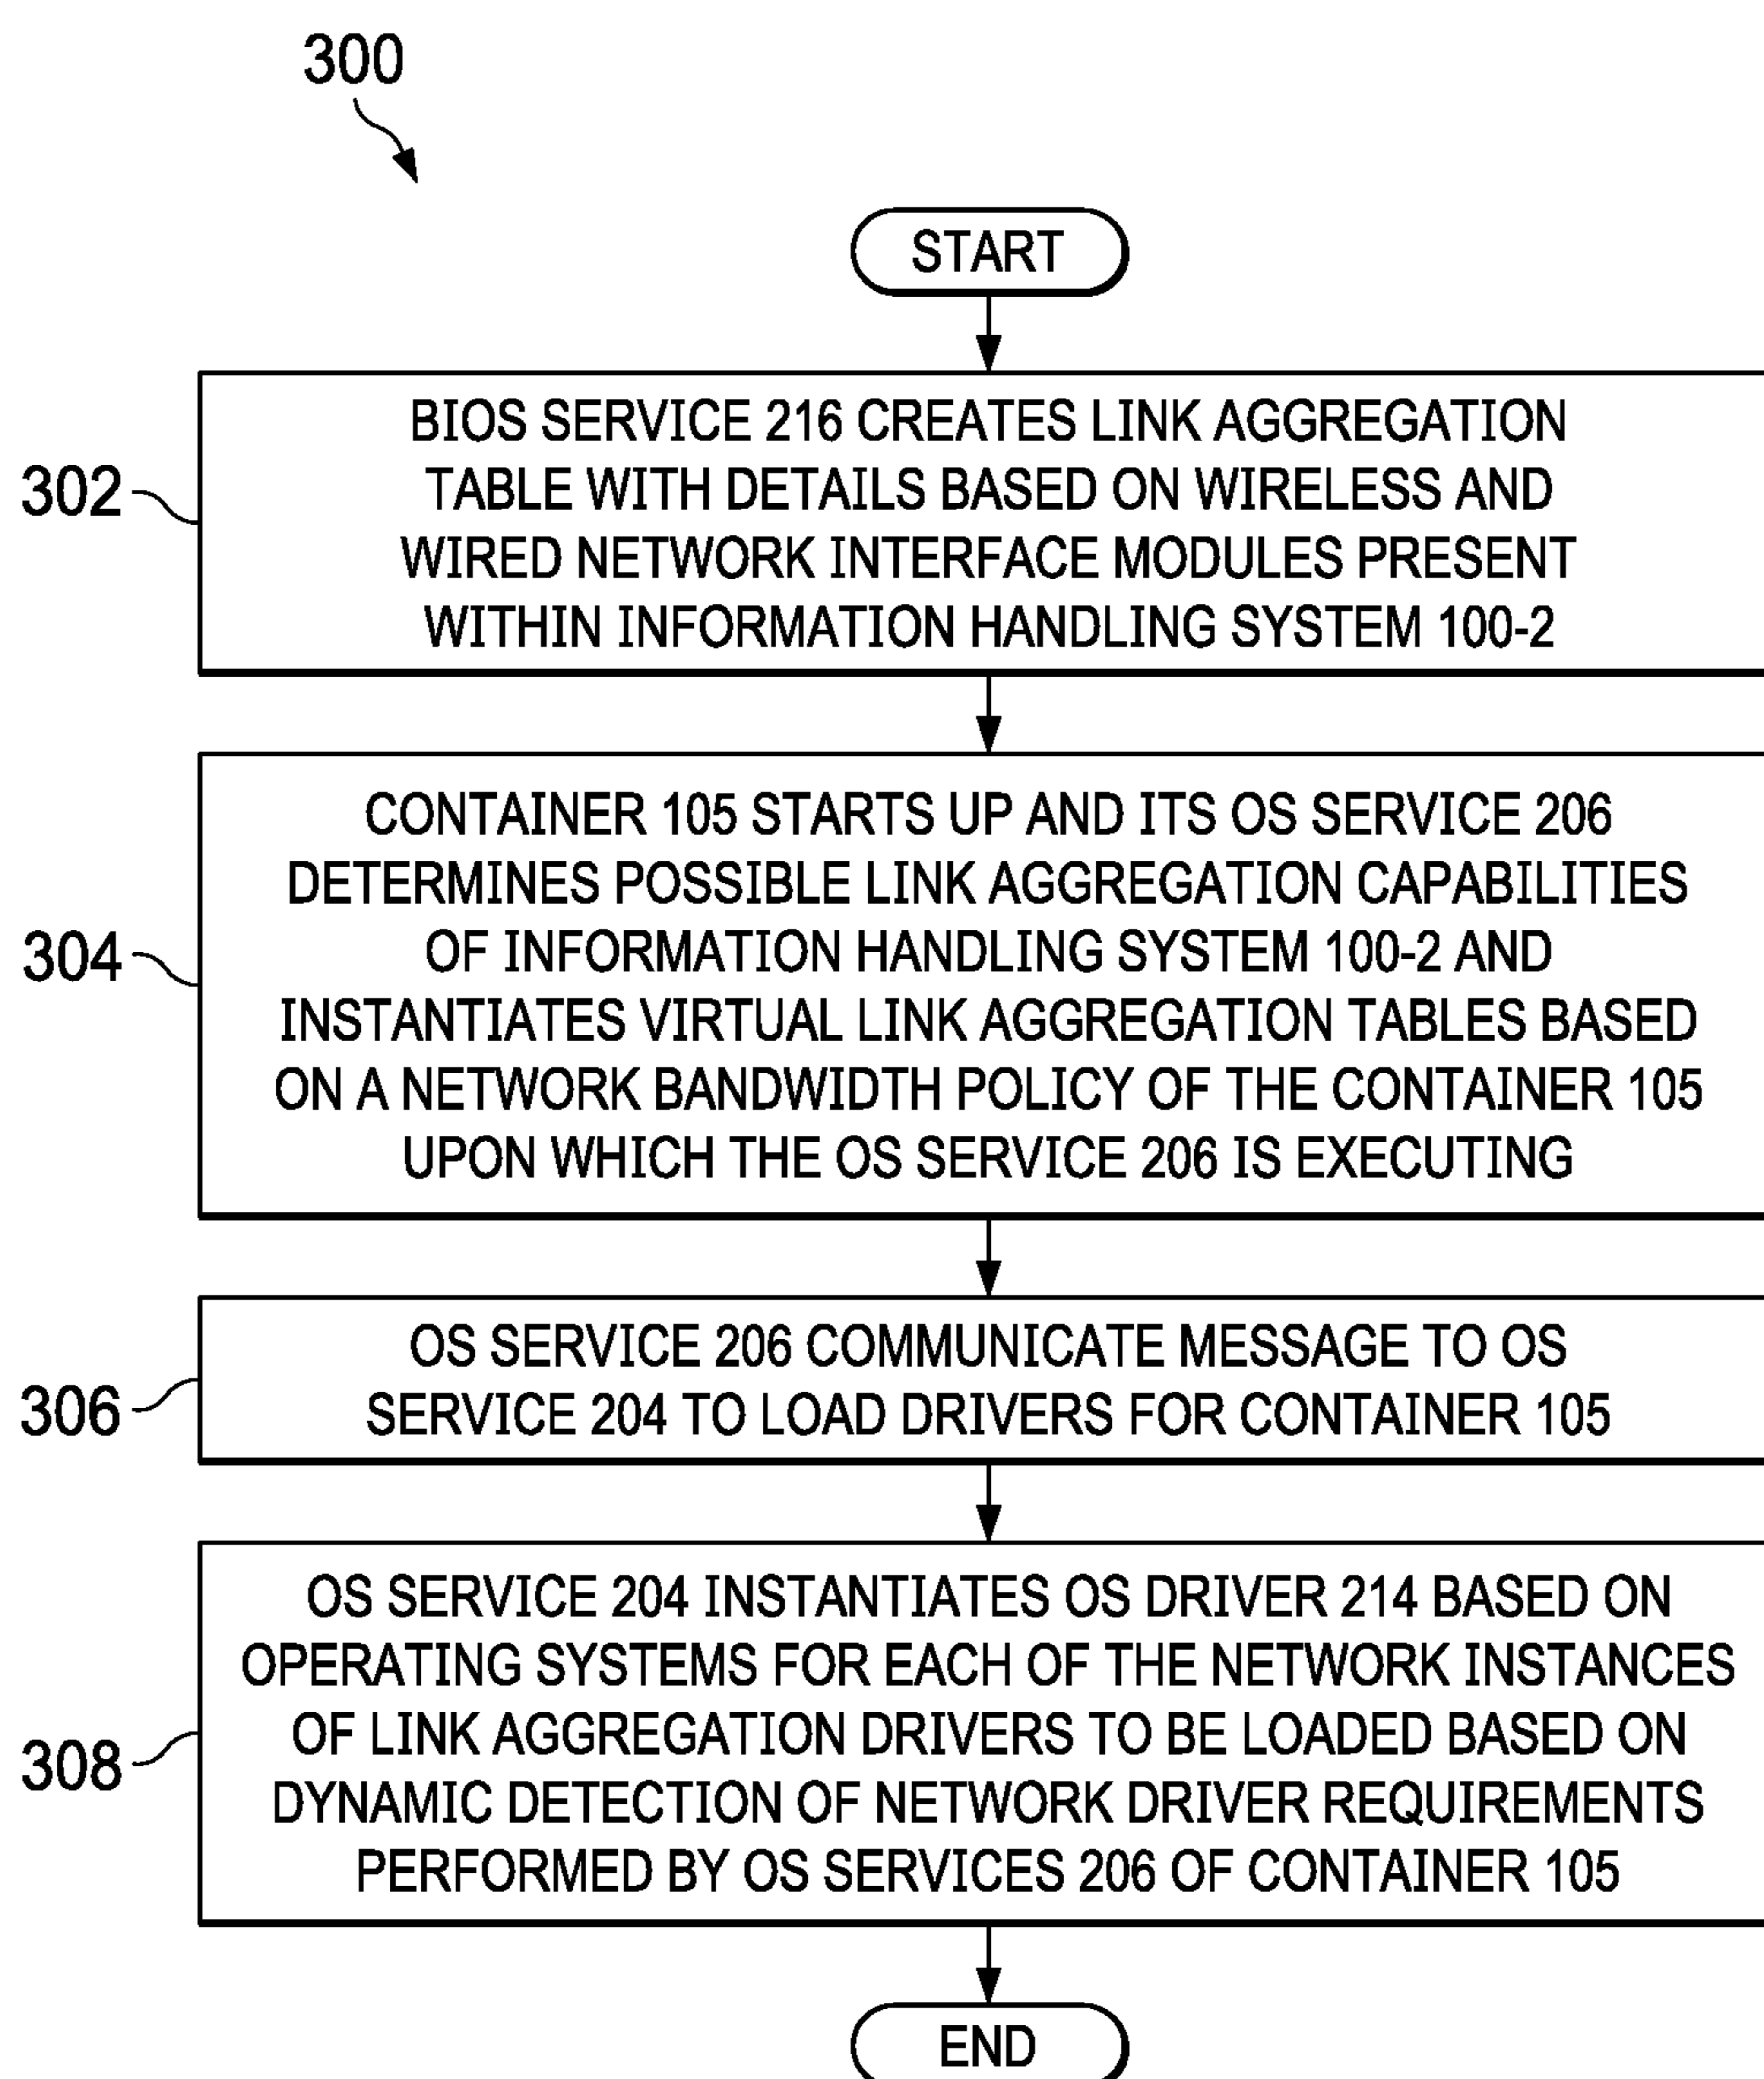 300
START
302
BIOS SERVICE 216 CREATES LINK AGGREGATION
TABLE WITH DETAILS BASED ON WIRELESS AND
WIRED NETWORK INTERFACE MODULES PRESENT
WITHIN INFORMATION HANDLING SYSTEM 100-2
304
CONTAINER 105 STARTS UP AND ITS OS SERVICE 206
DETERMINES POSSIBLE LINK AGGREGATION CAPABILITIES
OF INFORMATION HANDLING SYSTEM 100-2 AND
INSTANTIATES VIRTUAL LINK AGGREGATION TABLES BASED
ON A NETWORK BANDWIDTH POLICY OF THE CONTAINER 105
UPON WHICH THE OS SERVICE 206 IS EXECUTING
306
OS SERVICE 206 COMMUNICATE MESSAGE TO OS
SERVICE 204 TO LOAD DRIVERS FOR CONTAINER 105
308
OS SERVICE 204 INSTANTIATES OS DRIVER 214 BASED ON
OPERATING SYSTEMS FOR EACH OF THE NETWORK INSTANCES
OF LINK AGGREGATION DRIVERS TO BE LOADED BASED ON
DYNAMIC DETECTION OF NETWORK DRIVER REQUIREMENTS
PERFORMED BY OS SERVICES 206 OF CONTAINER 105
END